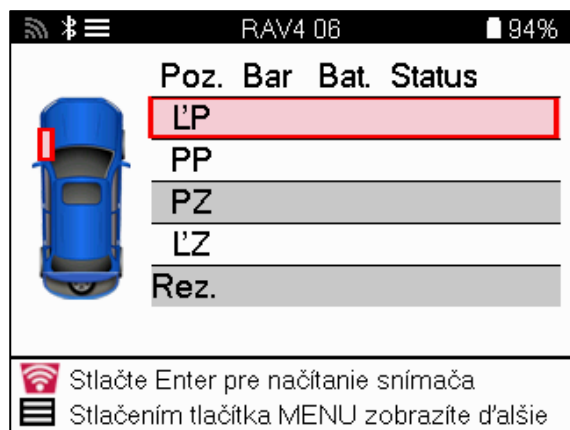 RAV4 06 94%
Poz. Bar Bat. Status
ĽP
PP
PZ
ĽZ
Rez.
Stlačte Enter pre načítanie snímača
Stlačením tlačítka MENU zobrazíte ďalšie